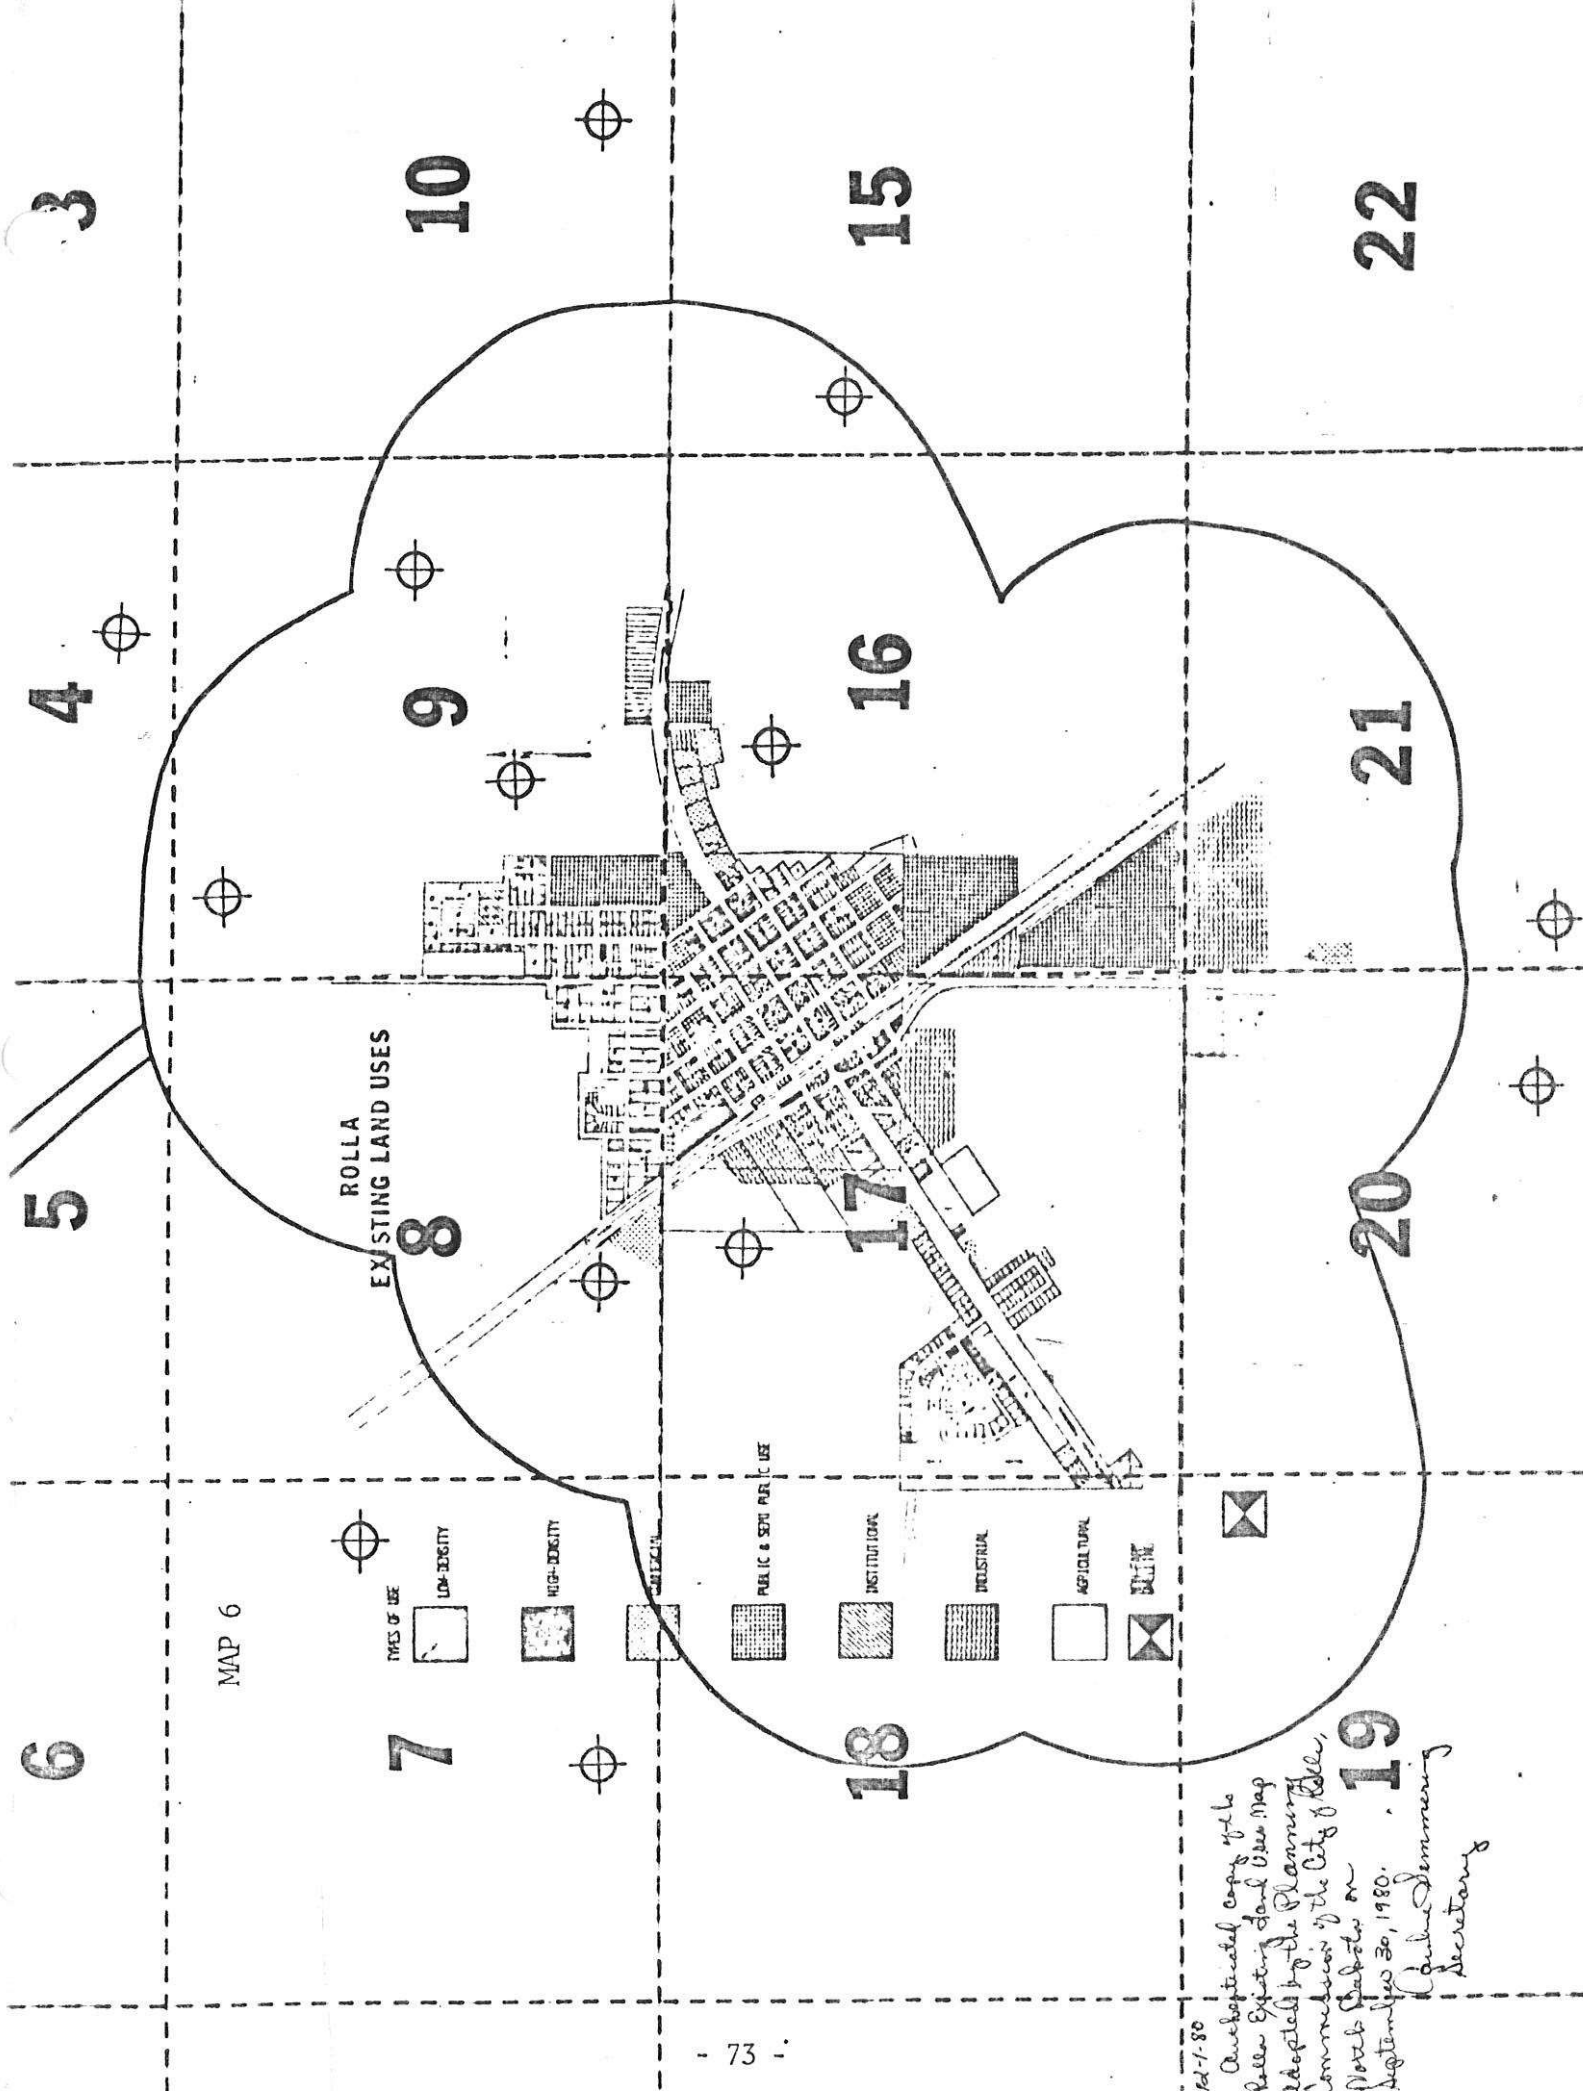 MAP 6
ROLLA
EXISTING LAND USES
6
5
4
3
7
8
9
10
18
17
16
15
19
20
21
22
TYPES OF USE
LOW-DENSITY
HIGH-DENSITY
PUBLIC & SEMI PUBLIC USE
INSTITUTIONAL
INDUSTRIAL
AGRICULTURAL
12-1-80
Authenticated copy of the
Rolla Existing Land Uses Map
adopted by the Planning
Commission of the City of Rolla,
North Dakota on
September 30, 1980.
Secretary
- 73 -